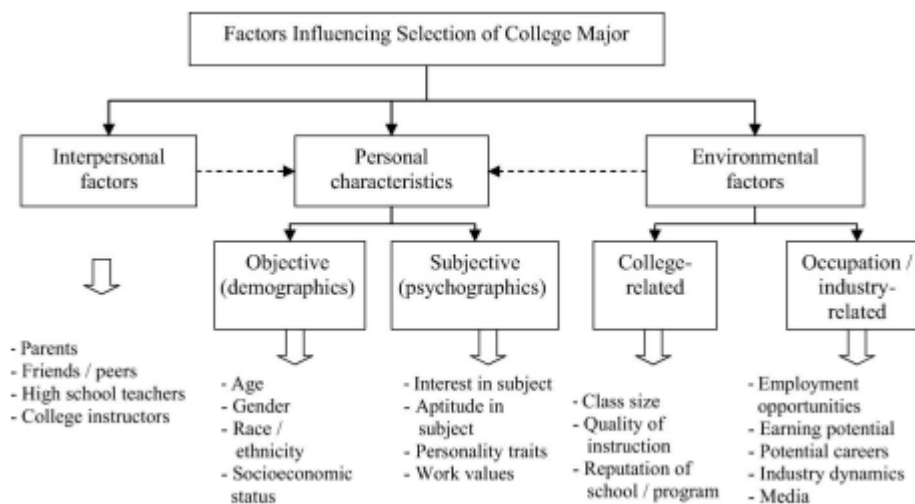 Factors Influencing Selection of College Major
Interpersonal
factors
Personal
characteristics
Environmental
factors
Objective
(demographics)
Subjective
(psychographics)
College-
related
Occupation /
industry-
related
- Parents
- Friends / peers
- High school teachers
- College instructors
- Age
- Gender
- Race /
ethnicity
- Socioeconomic
status
- Interest in subject
- Aptitude in
subject
- Personality traits
- Work values
- Class size
- Quality of
instruction
- Reputation of
school / program
- Employment
opportunities
- Earning potential
- Potential careers
- Industry dynamics
- Media